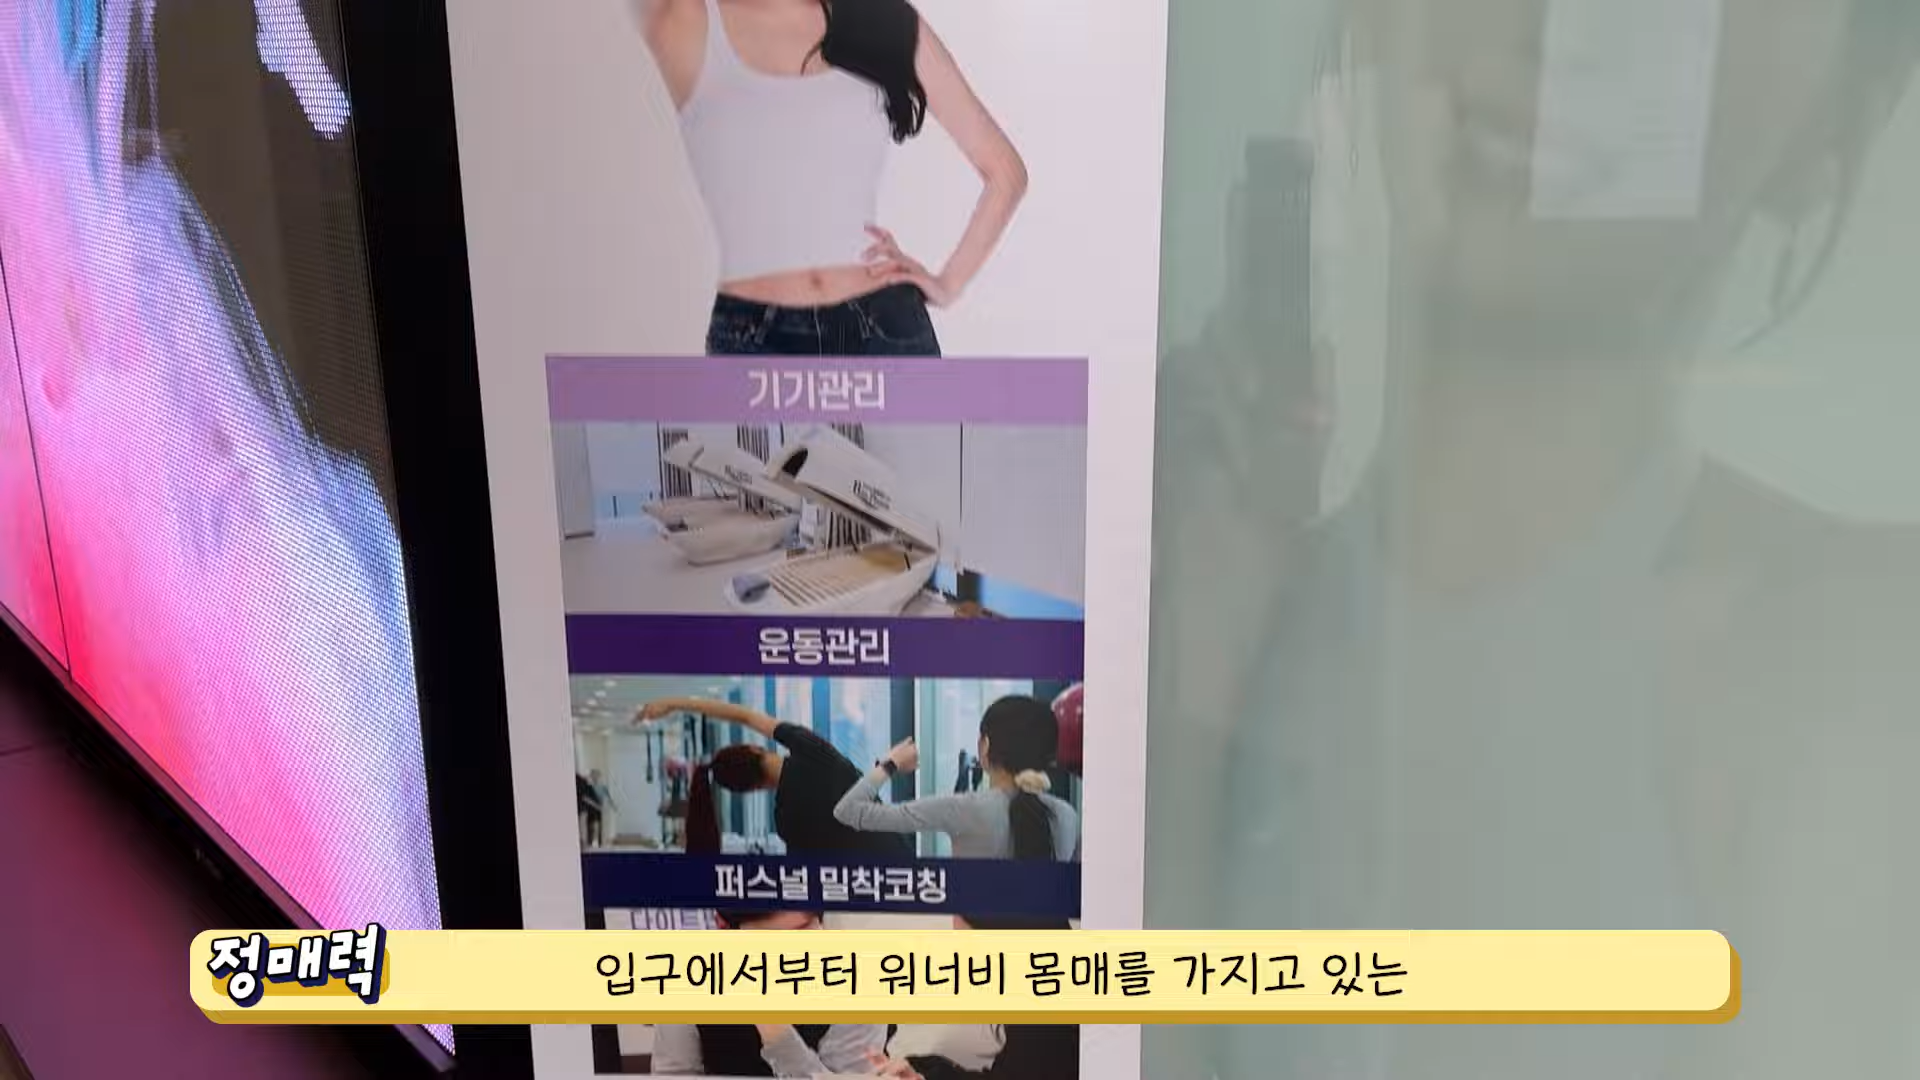 기기관리
운동관리
퍼스널 밀착코칭
정매력
입구에서부터 워너비 몸매를 가지고 있는